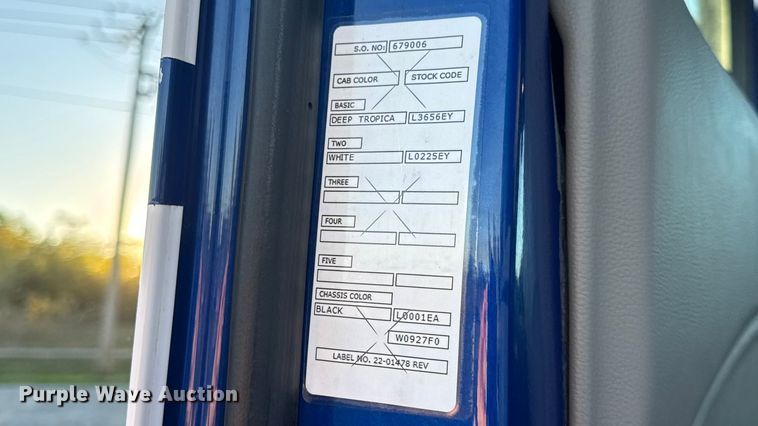 S.O. NO: 679006
CAB COLOR STOCK CODE
BASIC
DEEP TROPICA L3656EY
TWO
WHITE L0225EY
THREE
FOUR
FIVE
CHASSIS COLOR
BLACK L0001EA
W0927F0
LABEL NO. 22-01478 REV
Purple Wave Auction